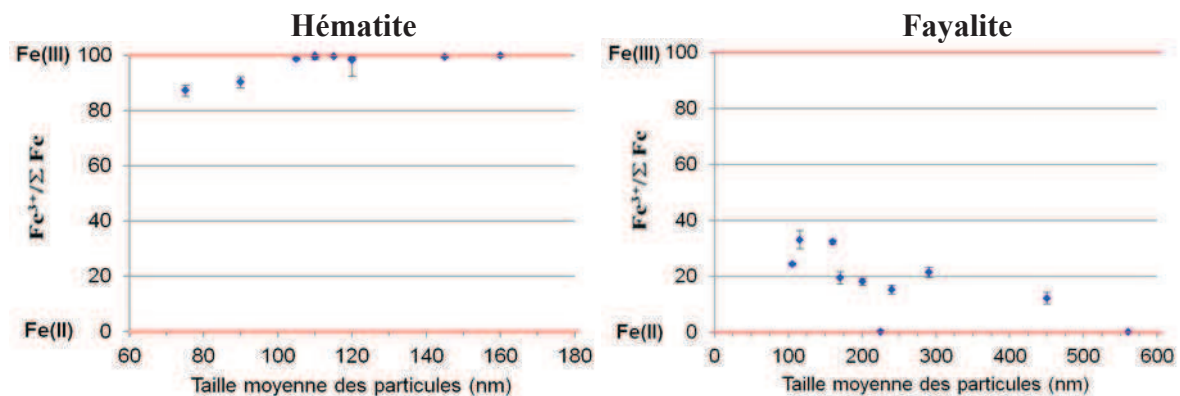 Hématite
Fe(III) 100
80
60
40
20
Fe(II) 0
Fe³⁺/Σ Fe
60 80 100 120 140 160 180
Taille moyenne des particules (nm)
Fayalite
Fe(III) 100
80
60
40
20
Fe(II) 0
Fe³⁺/Σ Fe
0 100 200 300 400 500 600
Taille moyenne des particules (nm)